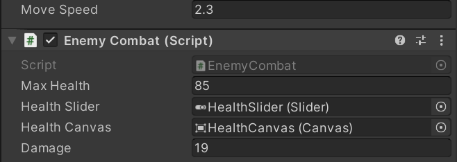 Move Speed 2.3
# Enemy Combat (Script)
Script # EnemyCombat
Max Health 85
Health Slider HealthSlider (Slider)
Health Canvas HealthCanvas (Canvas)
Damage 19